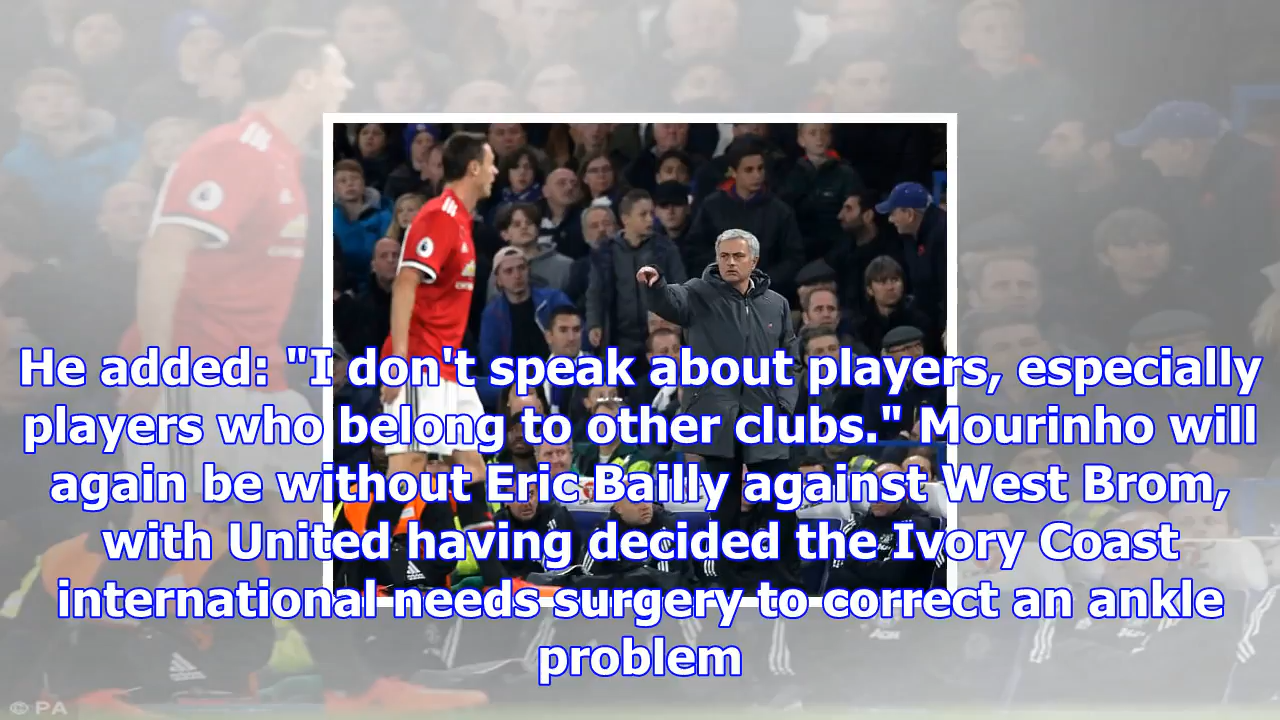 He added: "I don't speak about players, especially
players who belong to other clubs." Mourinho will
again be without Eric Bailly against West Brom,
with United having decided the Ivory Coast
international needs surgery to correct an ankle
problem
© PA